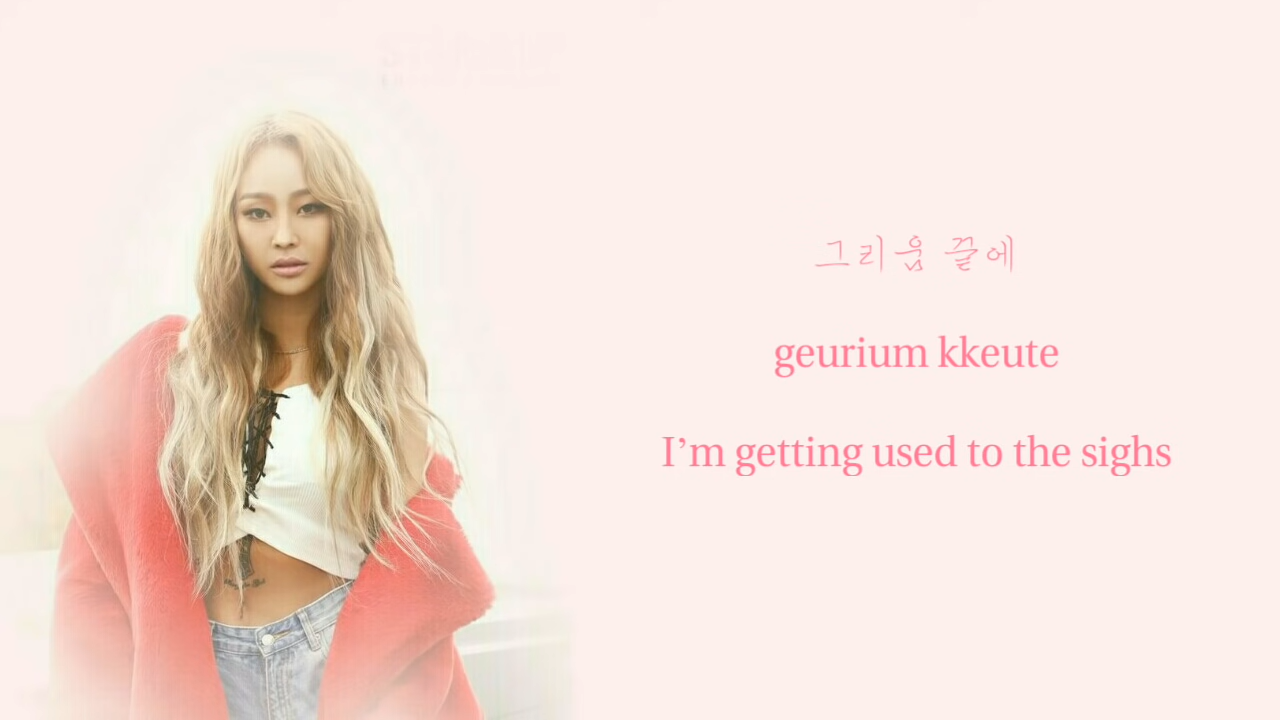 그리움 끝에
geurium kkeute
I'm getting used to the sighs